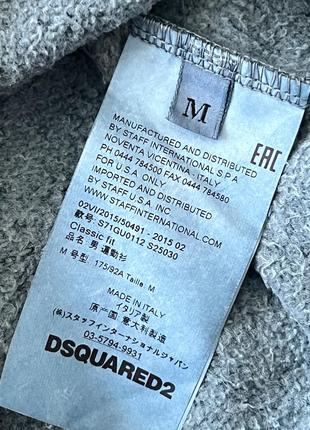 M
MANUFACTURED AND DISTRIBUTED
BY STAFF INTERNATIONAL S.P.A
NOVENTA VICENTINA , ITALY
PH 0444 784500 FAX 0444 784580
FOR U.S.A. ONLY
IMPORTED AND DISTRIBUTED
BY STAFF U.S.A. INC
WWW.STAFFINTERNATIONAL.COM
EAC
02VI/2015/50491 - 2015 02
款号: S71GU0112 S25030
Classic fit
品名: 男運動衫
M 号型: 175/92A Taille M
MADE IN ITALY
イタリア製
原产國 意大利製造
(株)スタッフインターナショナルジャパン
03-5794-9931
DSQUARED2